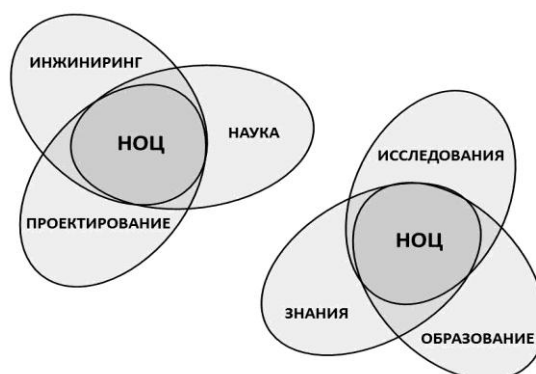 ИНЖИНИРИНГ
НОЦ
НАУКА
ПРОЕКТИРОВАНИЕ
ИССЛЕДОВАНИЯ
НОЦ
ЗНАНИЯ
ОБРАЗОВАНИЕ